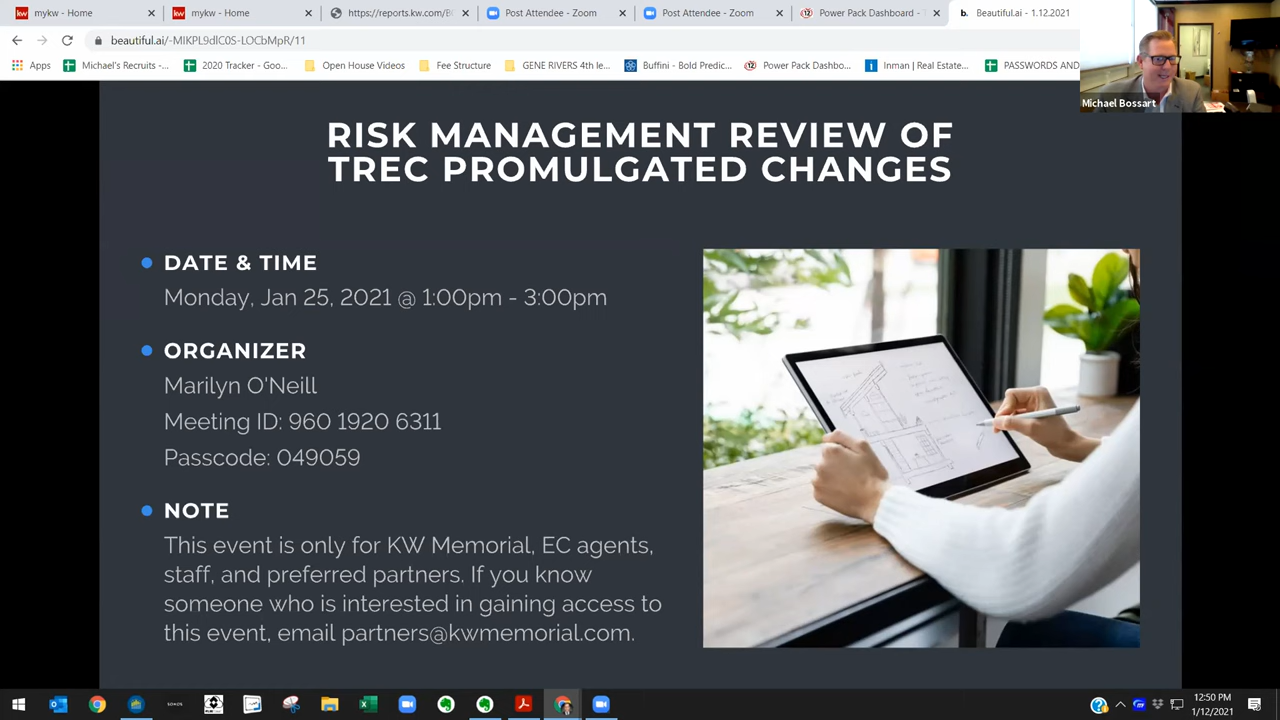 mykw - Home
mykw - Home
https://reports.kw.com/B
Post Attendee - Zoom
Post Attendee - Zoom
Power Pack Dashboard -
Beautiful.ai - 1.12.2021
beautiful.ai/-MIKPL9dlC0S-LOCbMpR/11
Apps
Michael's Recruits -...
2020 Tracker - Goo...
Open House Videos
Fee Structure
GENE RIVERS 4th le...
Buffini - Bold Predic...
Power Pack Dashbo...
Inman | Real Estate...
PASSWORDS AND
Michael Bossart
RISK MANAGEMENT REVIEW OF
TREC PROMULGATED CHANGES
DATE & TIME
Monday, Jan 25, 2021 @ 1:00pm - 3:00pm
ORGANIZER
Marilyn O'Neill
Meeting ID: 960 1920 6311
Passcode: 049059
NOTE
This event is only for KW Memorial, EC agents,
staff, and preferred partners. If you know
someone who is interested in gaining access to
this event, email partners@kwmemorial.com.
SONOS
12:50 PM
1/12/2021